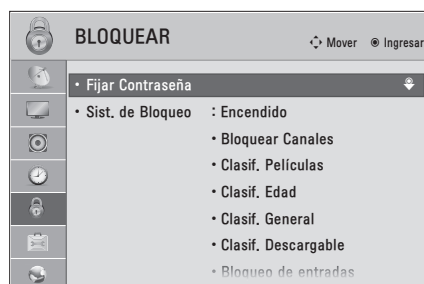 BLOQUEAR
Mover Ingresar
• Fijar Contraseña
• Sist. de Bloqueo : Encendido
• Bloquear Canales
• Clasif. Películas
• Clasif. Edad
• Clasif. General
• Clasif. Descargable
• Bloqueo de entradas